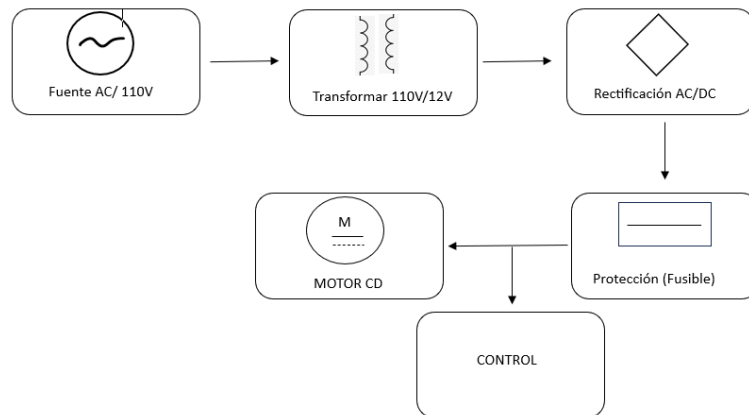 Fuente AC/ 110V
Transformar 110V/12V
Rectificación AC/DC
M
MOTOR CD
Protección (Fusible)
CONTROL